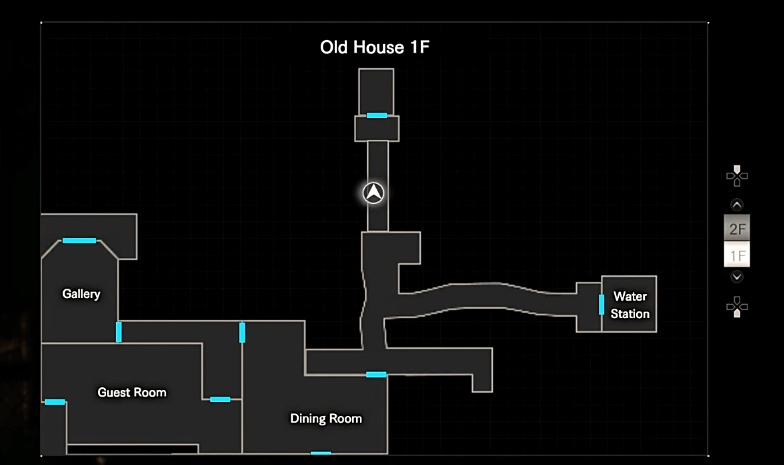 Old House 1F
2F
1F
Gallery
Water
Station
Guest Room
Dining Room